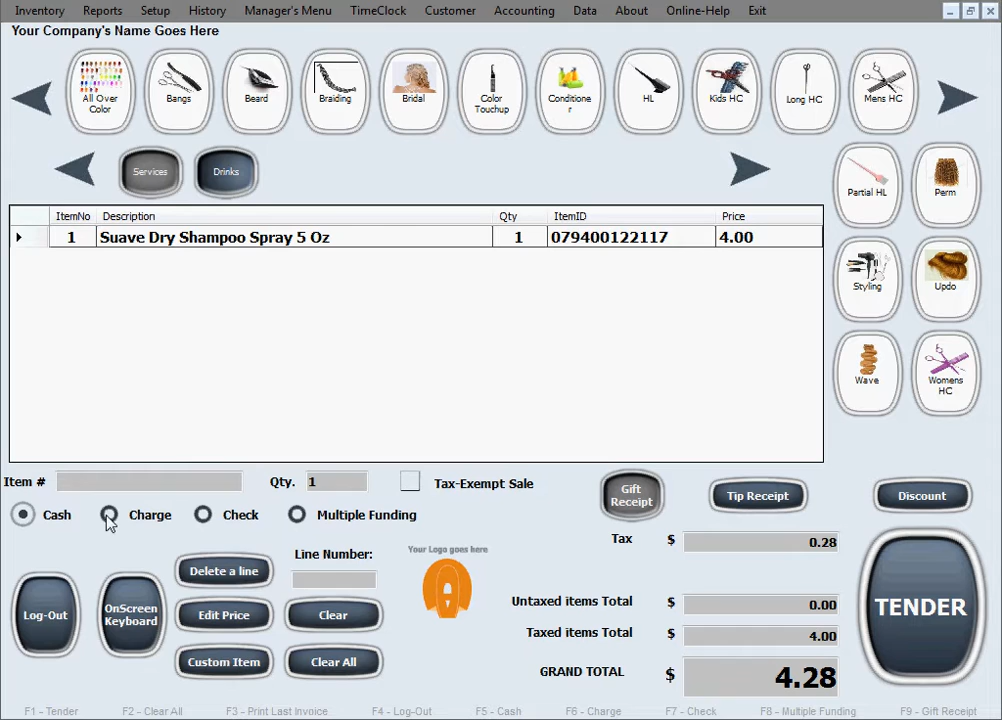 Inventory Reports Setup History Manager's Menu TimeClock Customer Accounting Data About Online-Help Exit
Your Company's Name Goes Here
All Over Color
Bangs
Beard
Braiding
Bridal
Color Touchup
Conditione
r
HL
Kids HC
Long HC
Mens HC
Services
Drinks
Partial HL
Perm
ItemNo Description Qty ItemID Price
1 Suave Dry Shampoo Spray 5 Oz 1 079400122117 4.00
Styling
Updo
Wave
Womens HC
Item # Qty. 1 Tax-Exempt Sale
Gift Receipt
Tip Receipt
Discount
Cash Charge Check Multiple Funding
Tax $ 0.28
Line Number:
Your Logo goes here
Delete a line
Log-Out
OnScreen Keyboard
Edit Price
Clear
Custom Item
Clear All
Untaxed items Total $ 0.00
Taxed items Total $ 4.00
GRAND TOTAL $ 4.28
TENDER
F1 - Tender F2 - Clear All F3 - Print Last Invoice F4 - Log-Out F5 - Cash F6 - Charge F7 - Check F8 - Multiple Funding F9 - Gift Receipt